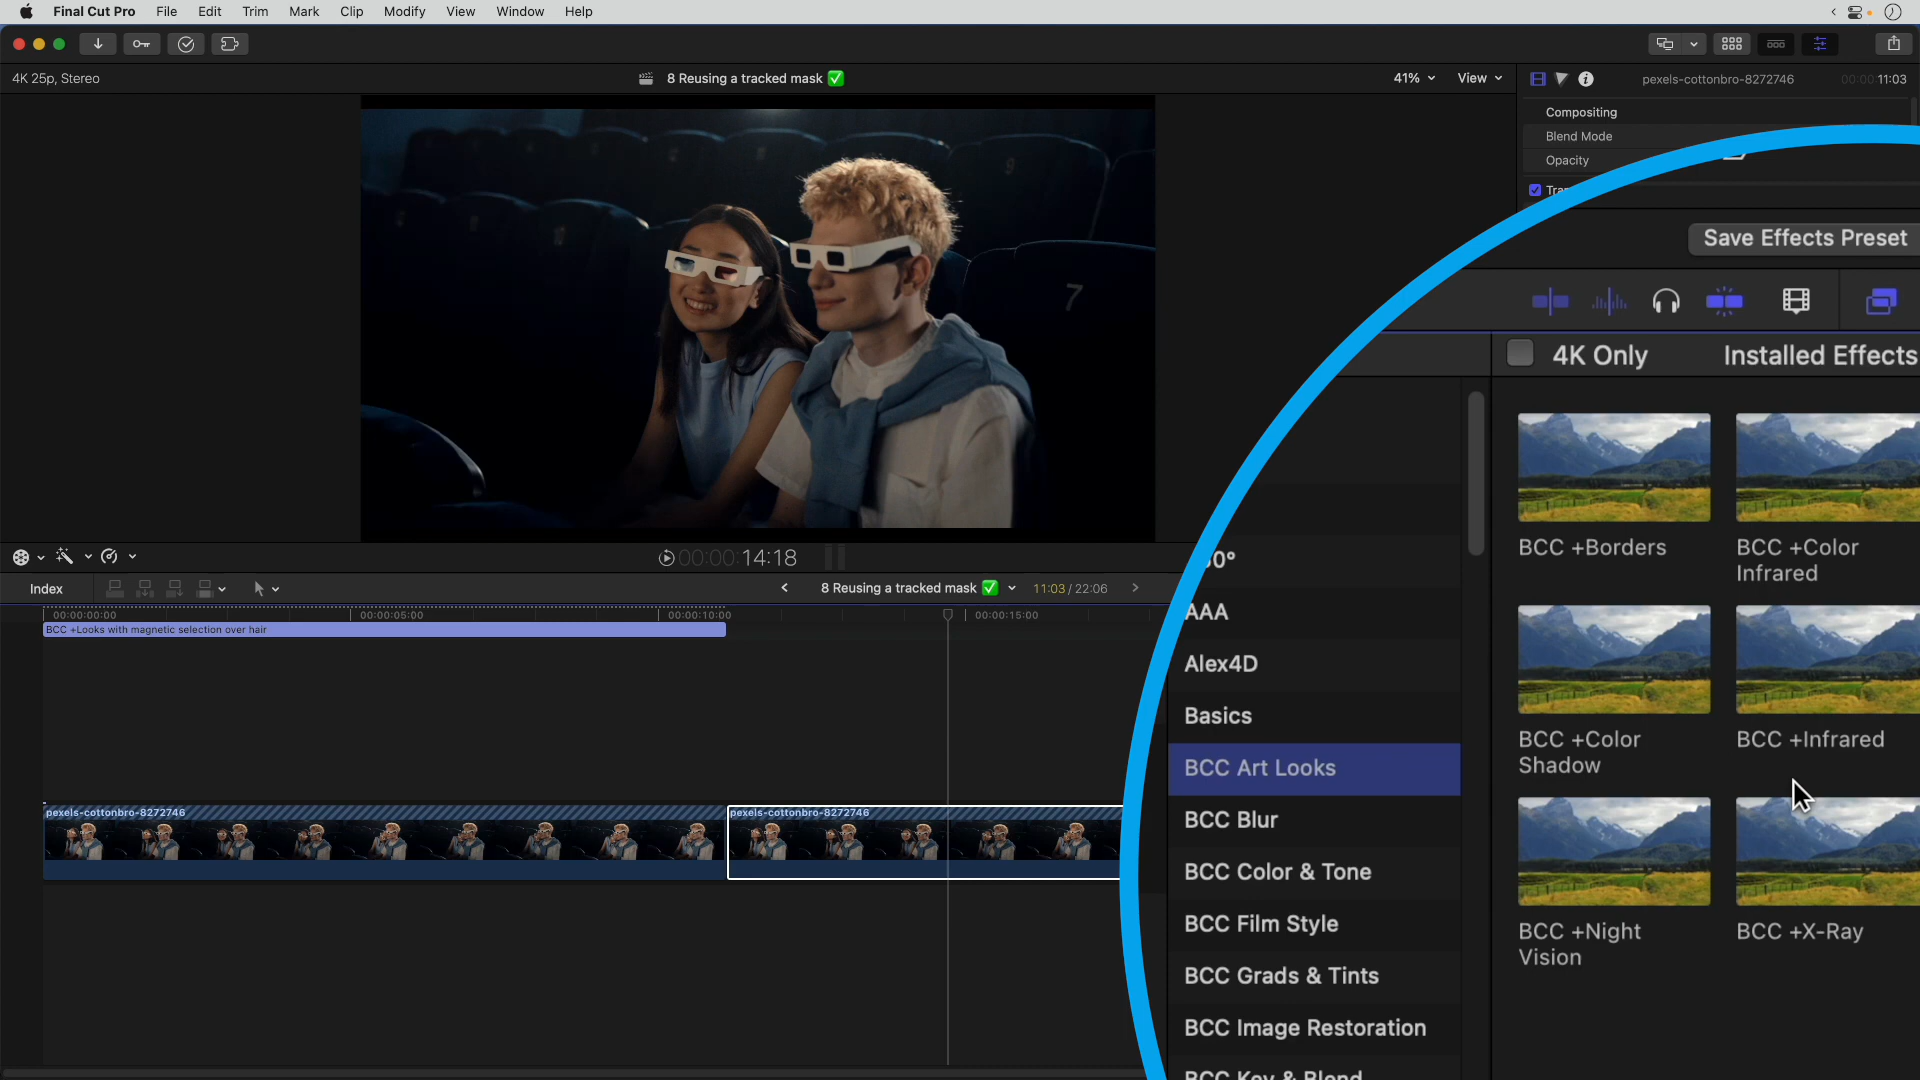 Final Cut Pro File Edit Trim Mark Clip Modify View Window Help
4K 25p, Stereo
8 Reusing a tracked mask
41%
View
pexels-cottonbro-8272746
00:00:11:03
Compositing
Blend Mode
Opacity
Save Effects Preset
4K Only
Installed Effects
7
BCC +Borders
BCC +Color
Infrared
BCC +Color
Shadow
BCC +Infrared
BCC +Night
Vision
BCC +X-Ray
AAA
Alex4D
Basics
BCC Art Looks
BCC Blur
BCC Color & Tone
BCC Film Style
BCC Grads & Tints
BCC Image Restoration
BCC Key & Blend
00:00:14:18
Index
8 Reusing a tracked mask
11:03 / 22:06
00:00:00:00
00:00:05:00
00:00:10:00
00:00:15:00
BCC +Looks with magnetic selection over hair
pexels-cottonbro-8272746
pexels-cottonbro-8272746